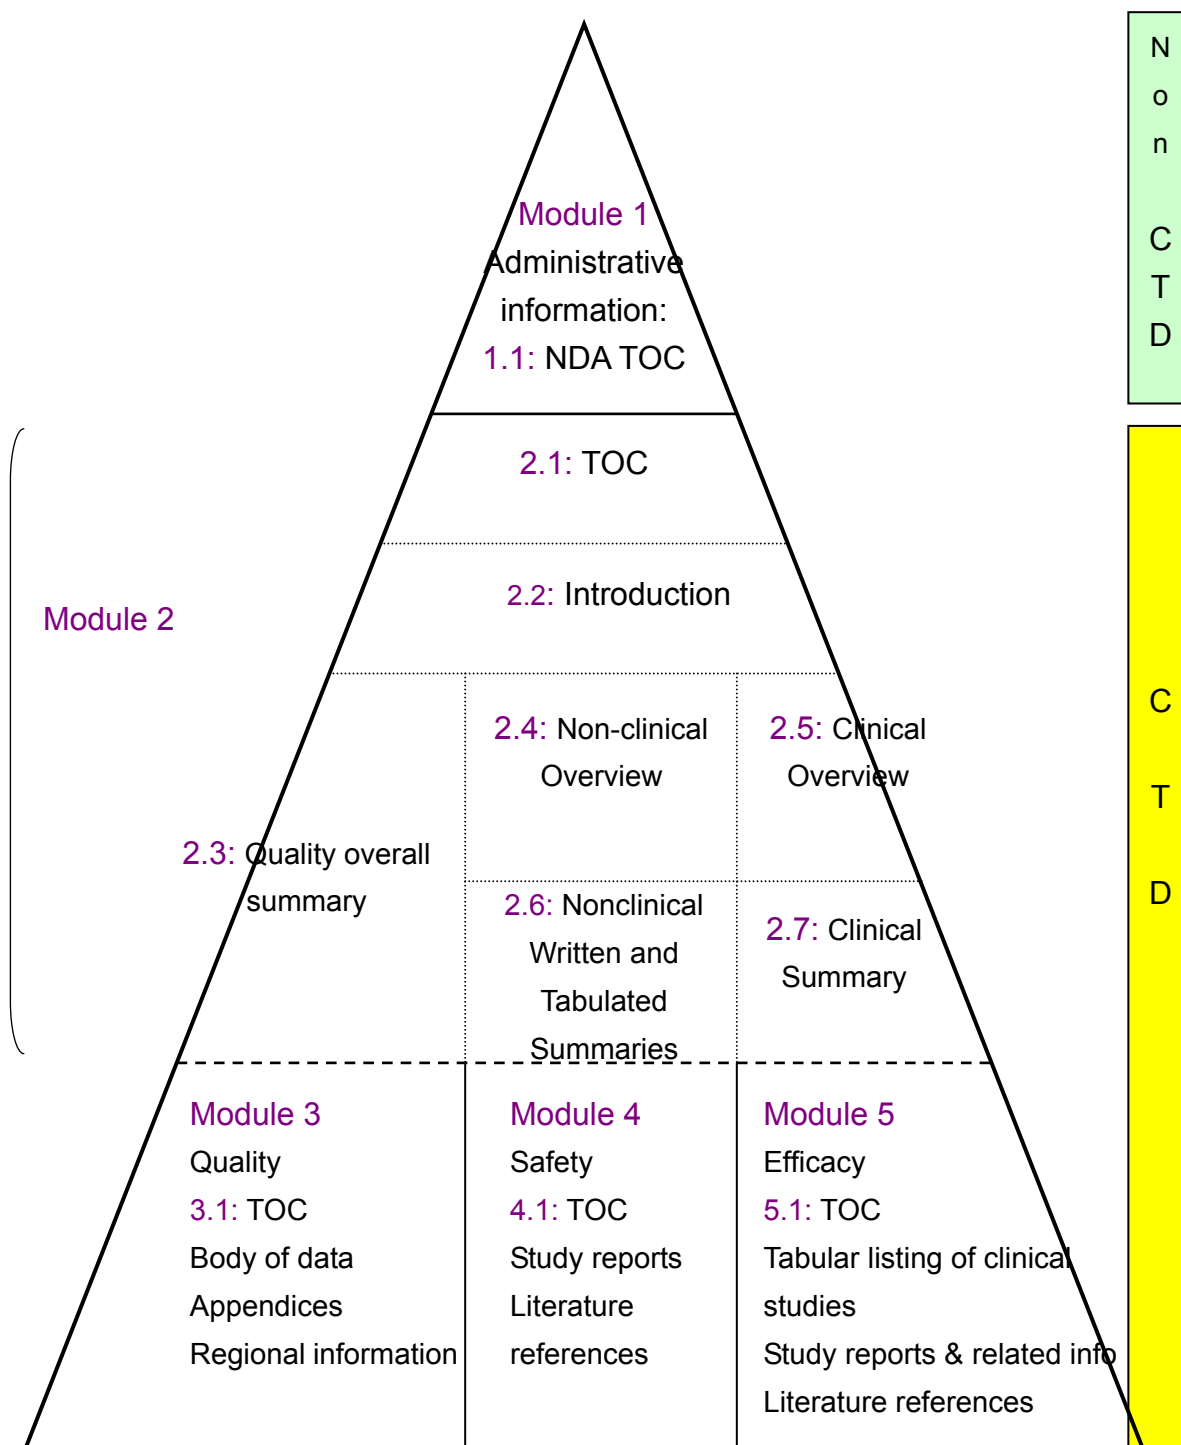 Module 1
Administrative
information:
1.1: NDA TOC
2.1: TOC
2.2: Introduction
Module 2
2.3: Quality overall
summary
2.4: Non-clinical
Overview
2.5: Clinical
Overview
2.6: Nonclinical
Written and
Tabulated
Summaries
2.7: Clinical
Summary
Module 3
Quality
3.1: TOC
Body of data
Appendices
Regional information
Module 4
Safety
4.1: TOC
Study reports
Literature
references
Module 5
Efficacy
5.1: TOC
Tabular listing of clinical
studies
Study reports & related info
Literature references
N
o
n
C
T
D
C
T
D